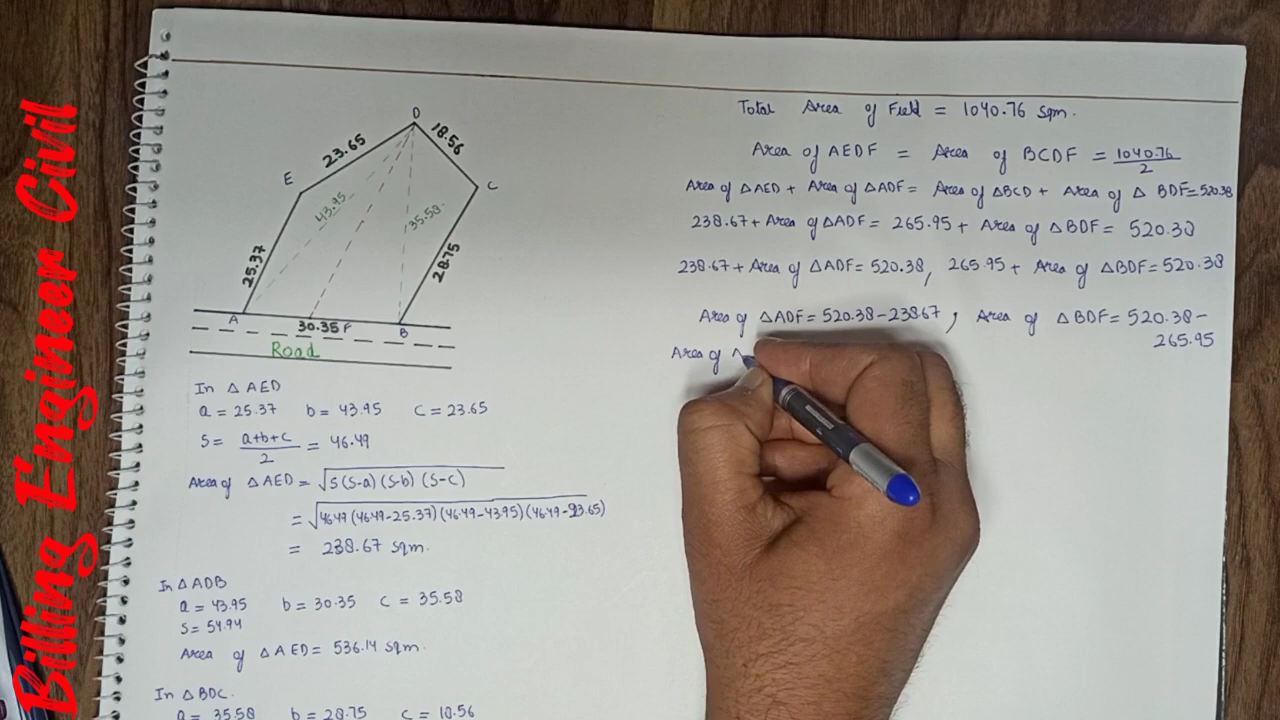 Billing Engineer Civil
D
23.65
18.56
E
C
43.95
35.58
25.37
28.75
A
30.35 F
B
Road
In △ AED
a = 25.37 b = 43.95 c = 23.65
S = a+b+c/2 = 46.49
Area of △AED = √S(S-a)(S-b)(S-c)
= √46.49(46.49-25.37)(46.49-43.95)(46.49-23.65)
= 238.67 sqm.
In △ ADB
a = 43.95 b = 30.35 c = 35.58
S = 54.94
Area of △AED = 536.14 sqm.
In △BDC.
a = 35.58 b = 28.75 c = 18.56
Total Area of Field = 1040.76 sqm.
Area of AEDF = Area of BCDF = 1040.76/2
Area of △AED + Area of △ADF = Area of △BCD + Area of △ BDF = 520.38
238.67 + Area of △ADF = 265.95 + Area of △BDF = 520.38
238.67 + Area of △ADF = 520.38, 265.95 + Area of △BDF = 520.38
Area of △ADF = 520.38-238.67, Area of △BDF = 520.38-
265.95
Area of